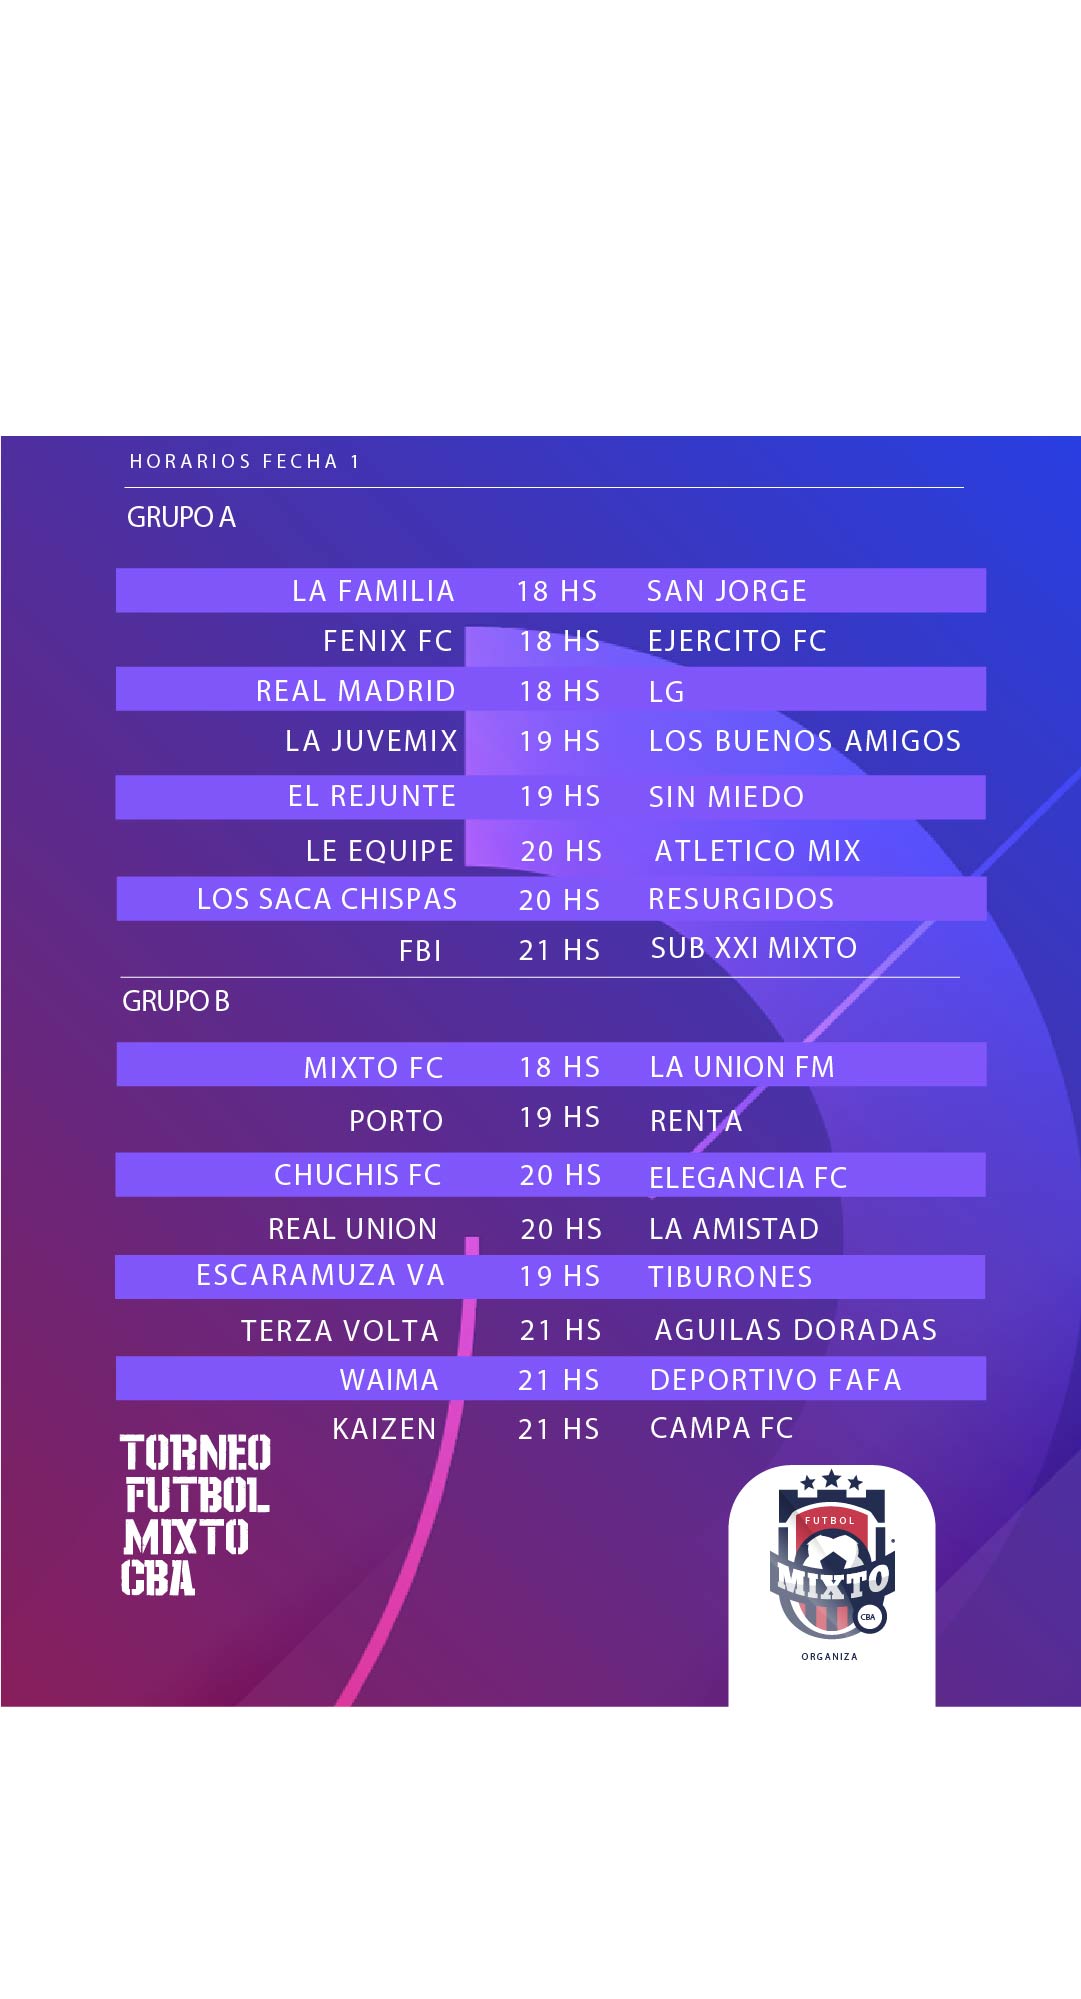 HORARIOS FECHA 1
GRUPO A
LA FAMILIA 18 HS SAN JORGE
FENIX FC 18 HS EJERCITO FC
REAL MADRID 18 HS LG
LA JUVEMIX 19 HS LOS BUENOS AMIGOS
EL REJUNTE 19 HS SIN MIEDO
LE EQUIPE 20 HS ATLETICO MIX
LOS SACA CHISPAS 20 HS RESURGIDOS
FBI 21 HS SUB XXI MIXTO
GRUPO B
MIXTO FC 18 HS LA UNION FM
PORTO 19 HS RENTA
CHUCHIS FC 20 HS ELEGANCIA FC
REAL UNION 20 HS LA AMISTAD
ESCARAMUZA VA 19 HS TIBURONES
TERZA VOLTA 21 HS AGUILAS DORADAS
WAIMA 21 HS DEPORTIVO FAFA
KAIZEN 21 HS CAMPA FC
TORNEO
FUTBOL
MIXTO
CBA
FUTBOL
MIXTO
CBA
ORGANIZA